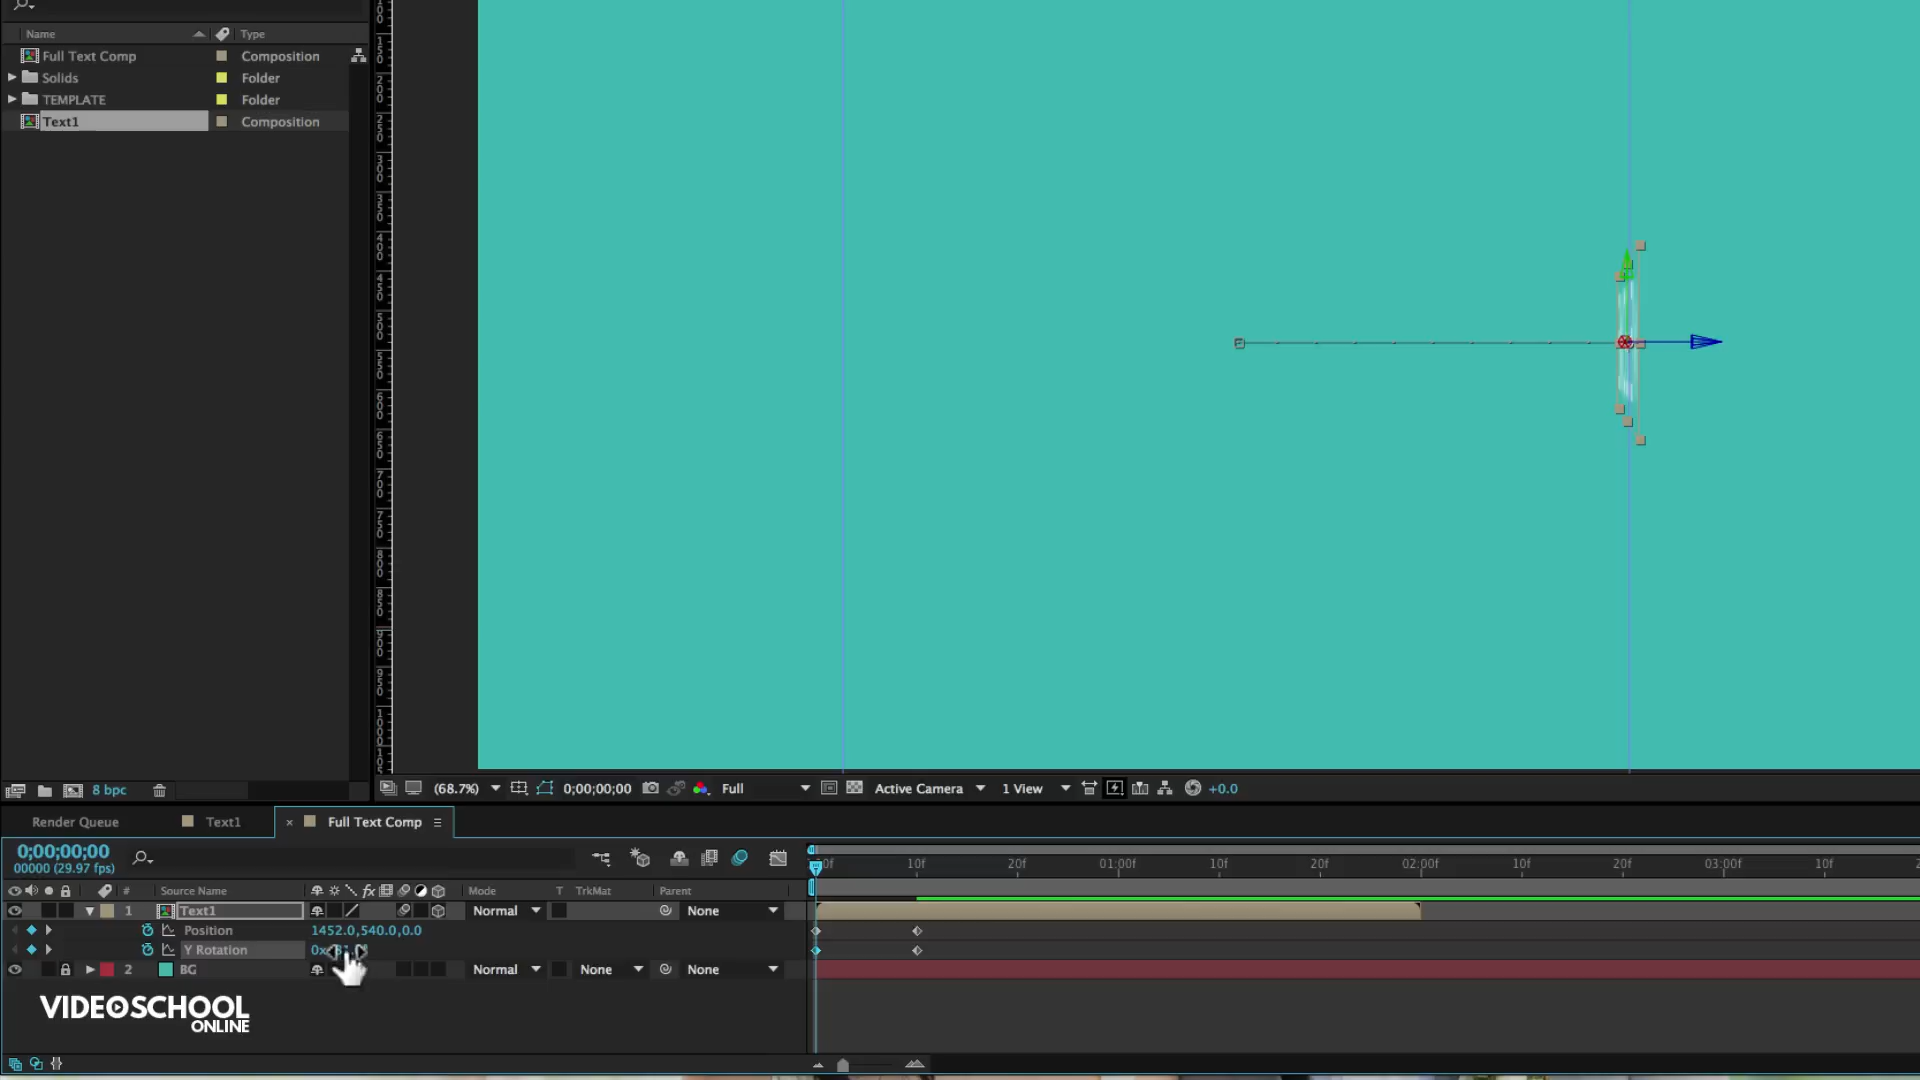 Name Type
Full Text Comp Composition
Solids Folder
TEMPLATE Folder
Text1 Composition
8 bpc
(68.7%) 0;00;00;00 Full Active Camera 1 View +0.0
Render Queue Text1 × Full Text Comp
0;00;00;00
00000 (29.97 fps)
10f 20f 01:00f 10f 20f 02:00f 10f 20f 03:00f 10f
# Source Name Mode T TrkMat Parent
1 Text1 Normal None
Position 1452.0,540.0,0.0
Y Rotation
2 BG Normal None None
VIDEOSCHOOL
ONLINE